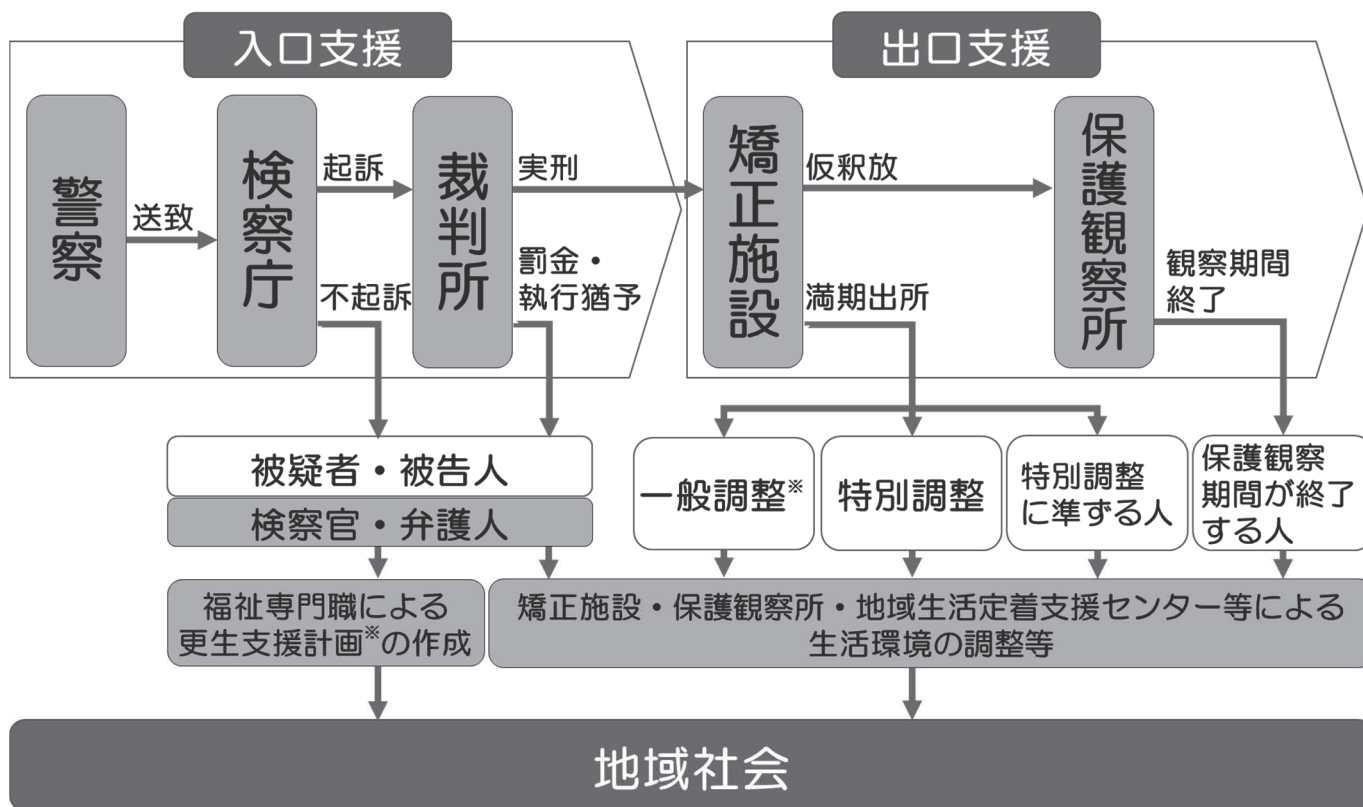 入口支援
出口支援
警察
送致
検察庁
起訴
不起訴
裁判所
実刑
罰金・
執行猶予
矯正施設
仮釈放
満期出所
保護観察所
観察期間
終了
被疑者・被告人
検察官・弁護人
一般調整※
特別調整
特別調整
に準ずる人
保護観察
期間が終了
する人
福祉専門職による
更生支援計画※の作成
矯正施設・保護観察所・地域生活定着支援センター等による
生活環境の調整等
地域社会